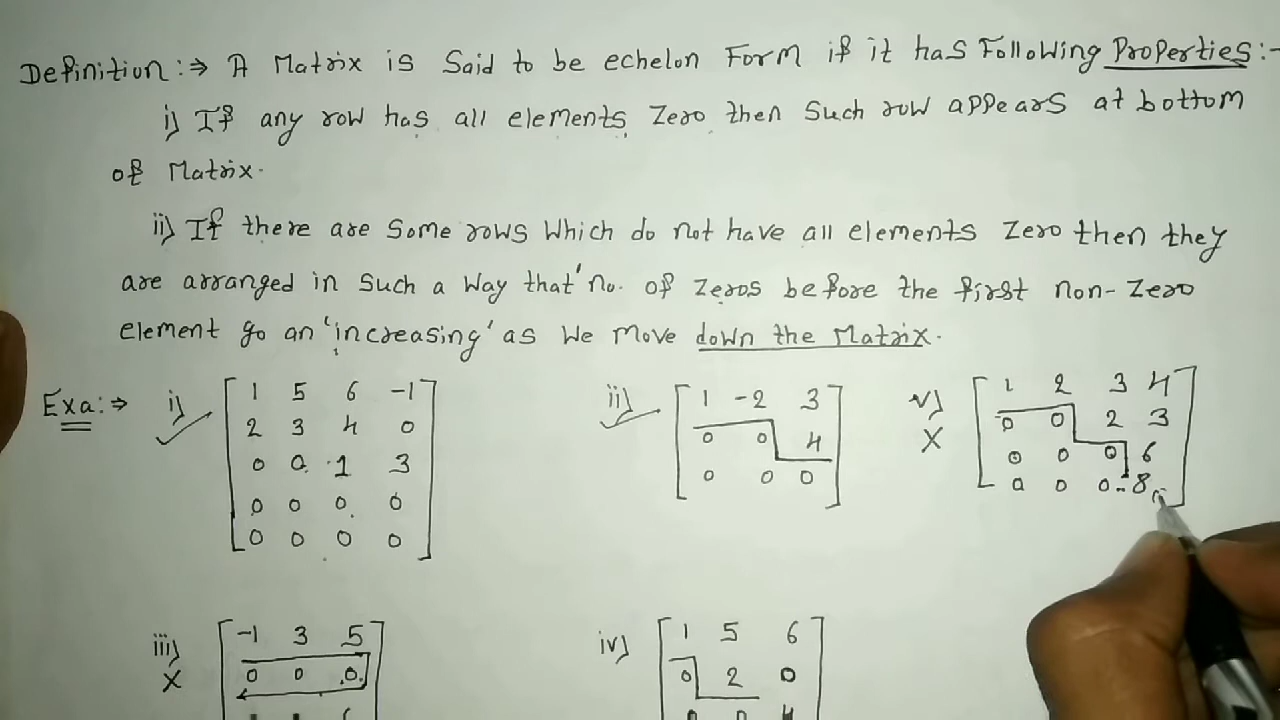 Definition :⇒ A Matrix is Said to be echelon Form if it has Following Properties :-
i) If any row has all elements Zero then Such row appears at bottom
of Matrix.
ii) If there are Some rows Which do not have all elements Zero then they
are arranged in Such a Way that 'no. of Zeros before the first non-Zero
element go an 'increasing' as We move down the Matrix.
Exa :⇒ i)
1 5 6 -1
2 3 4 0
0 0 1 3
0 0 0 0
0 0 0 0
ii)
1 -2 3
0 0 4
0 0 0
v) X
1 2 3 4
0 0 2 3
0 0 0 6
0 0 0 8
iii) X
-1 3 5
0 0 0
iv)
1 5 6
0 2 0
0 0 4